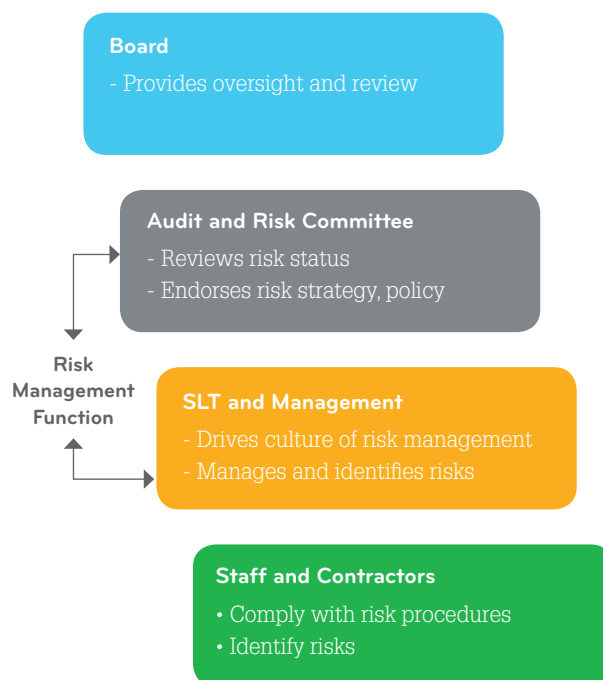 Board
- Provides oversight and review
Audit and Risk Committee
- Reviews risk status
- Endorses risk strategy, policy
Risk
Management
Function
SLT and Management
- Drives culture of risk management
- Manages and identifies risks
Staff and Contractors
• Comply with risk procedures
• Identify risks